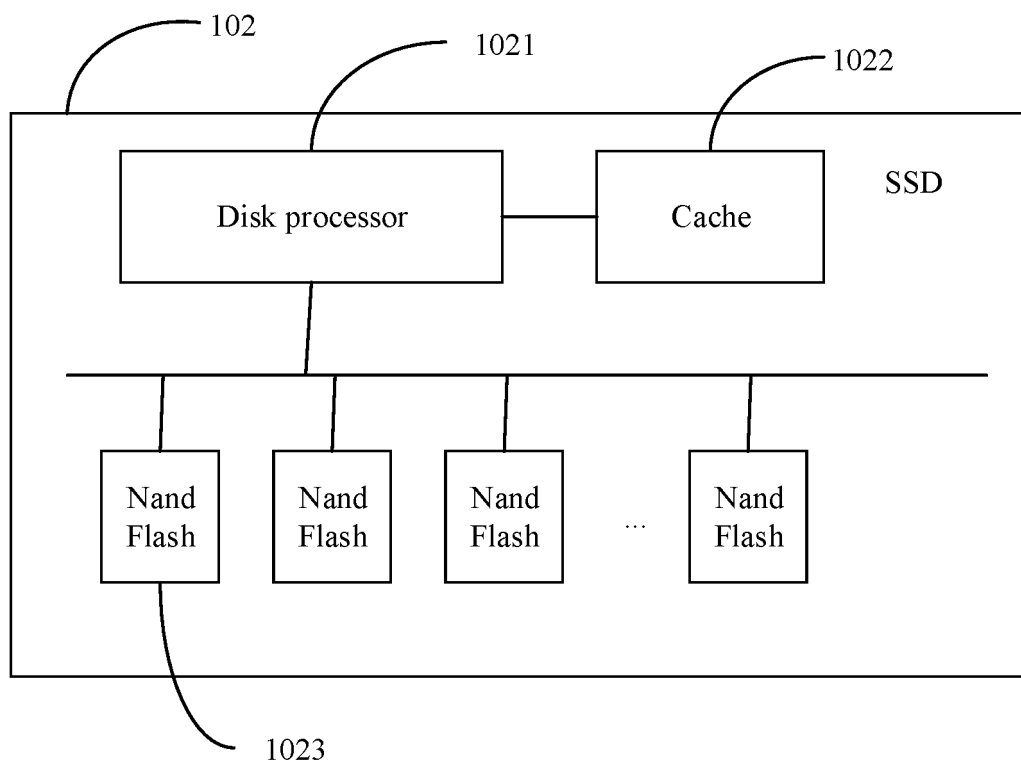 102
1021
1022
Disk processor
Cache
SSD
Nand
Flash
Nand
Flash
Nand
Flash
...
Nand
Flash
1023